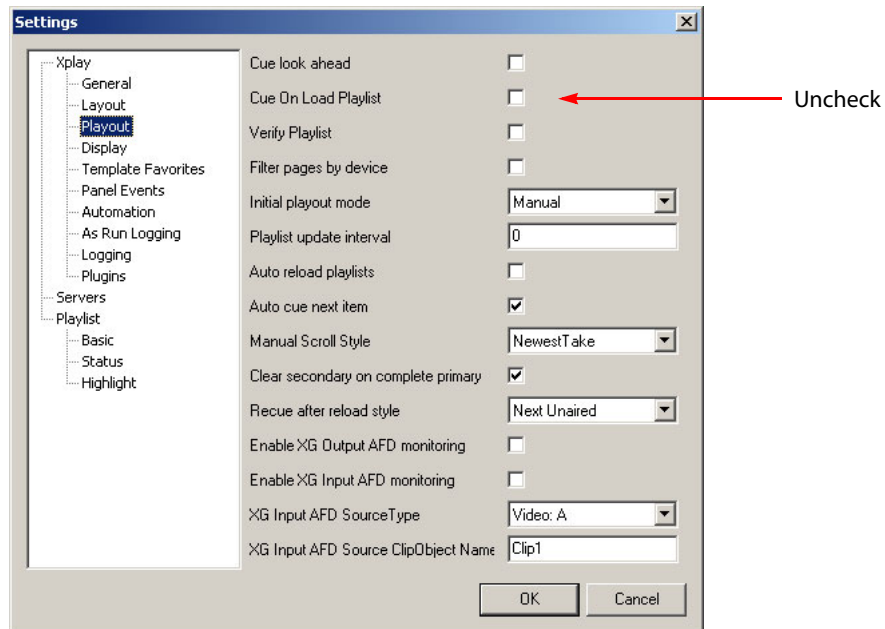 Settings
Xplay
General
Layout
Playout
Display
Template Favorites
Panel Events
Automation
As Run Logging
Logging
Plugins
Servers
Playlist
Basic
Status
Highlight
Cue look ahead
Cue On Load Playlist
Uncheck
Verify Playlist
Filter pages by device
Initial playout mode Manual
Playlist update interval 0
Auto reload playlists
Auto cue next item
Manual Scroll Style NewestTake
Clear secondary on complete primary
Recue after reload style Next Unaired
Enable XG Output AFD monitoring
Enable XG Input AFD monitoring
XG Input AFD SourceType Video: A
XG Input AFD Source ClipObject Name Clip1
OK Cancel